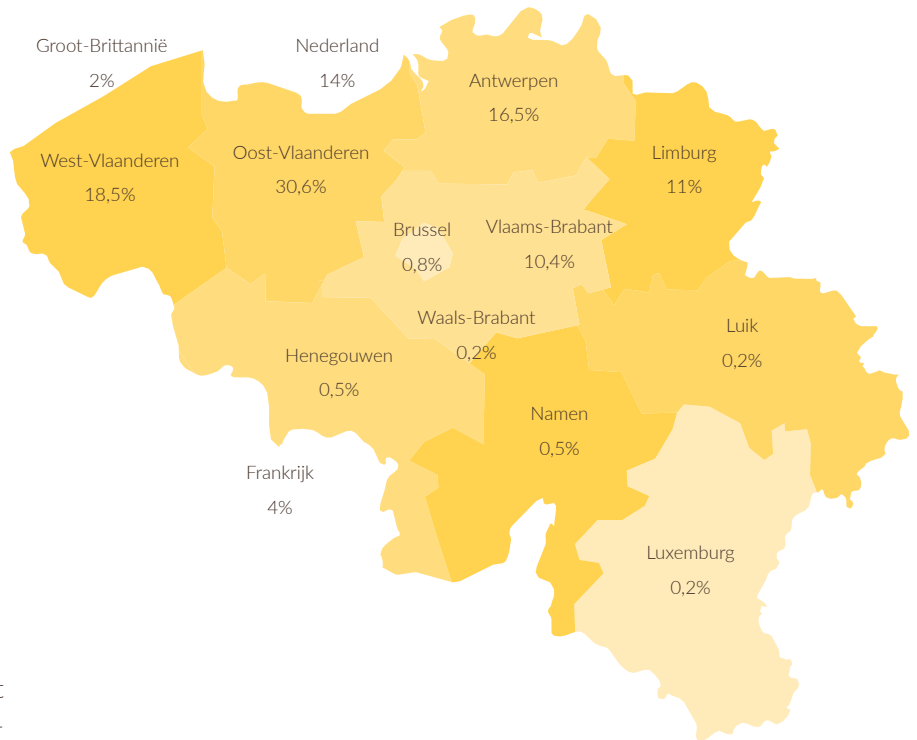 Groot-Brittannië
2%
Nederland
14%
Antwerpen
16,5%
West-Vlaanderen
18,5%
Oost-Vlaanderen
30,6%
Limburg
11%
Brussel
0,8%
Vlaams-Brabant
10,4%
Waals-Brabant
0,2%
Luik
0,2%
Henegouwen
0,5%
Namen
0,5%
Frankrijk
4%
Luxemburg
0,2%
t